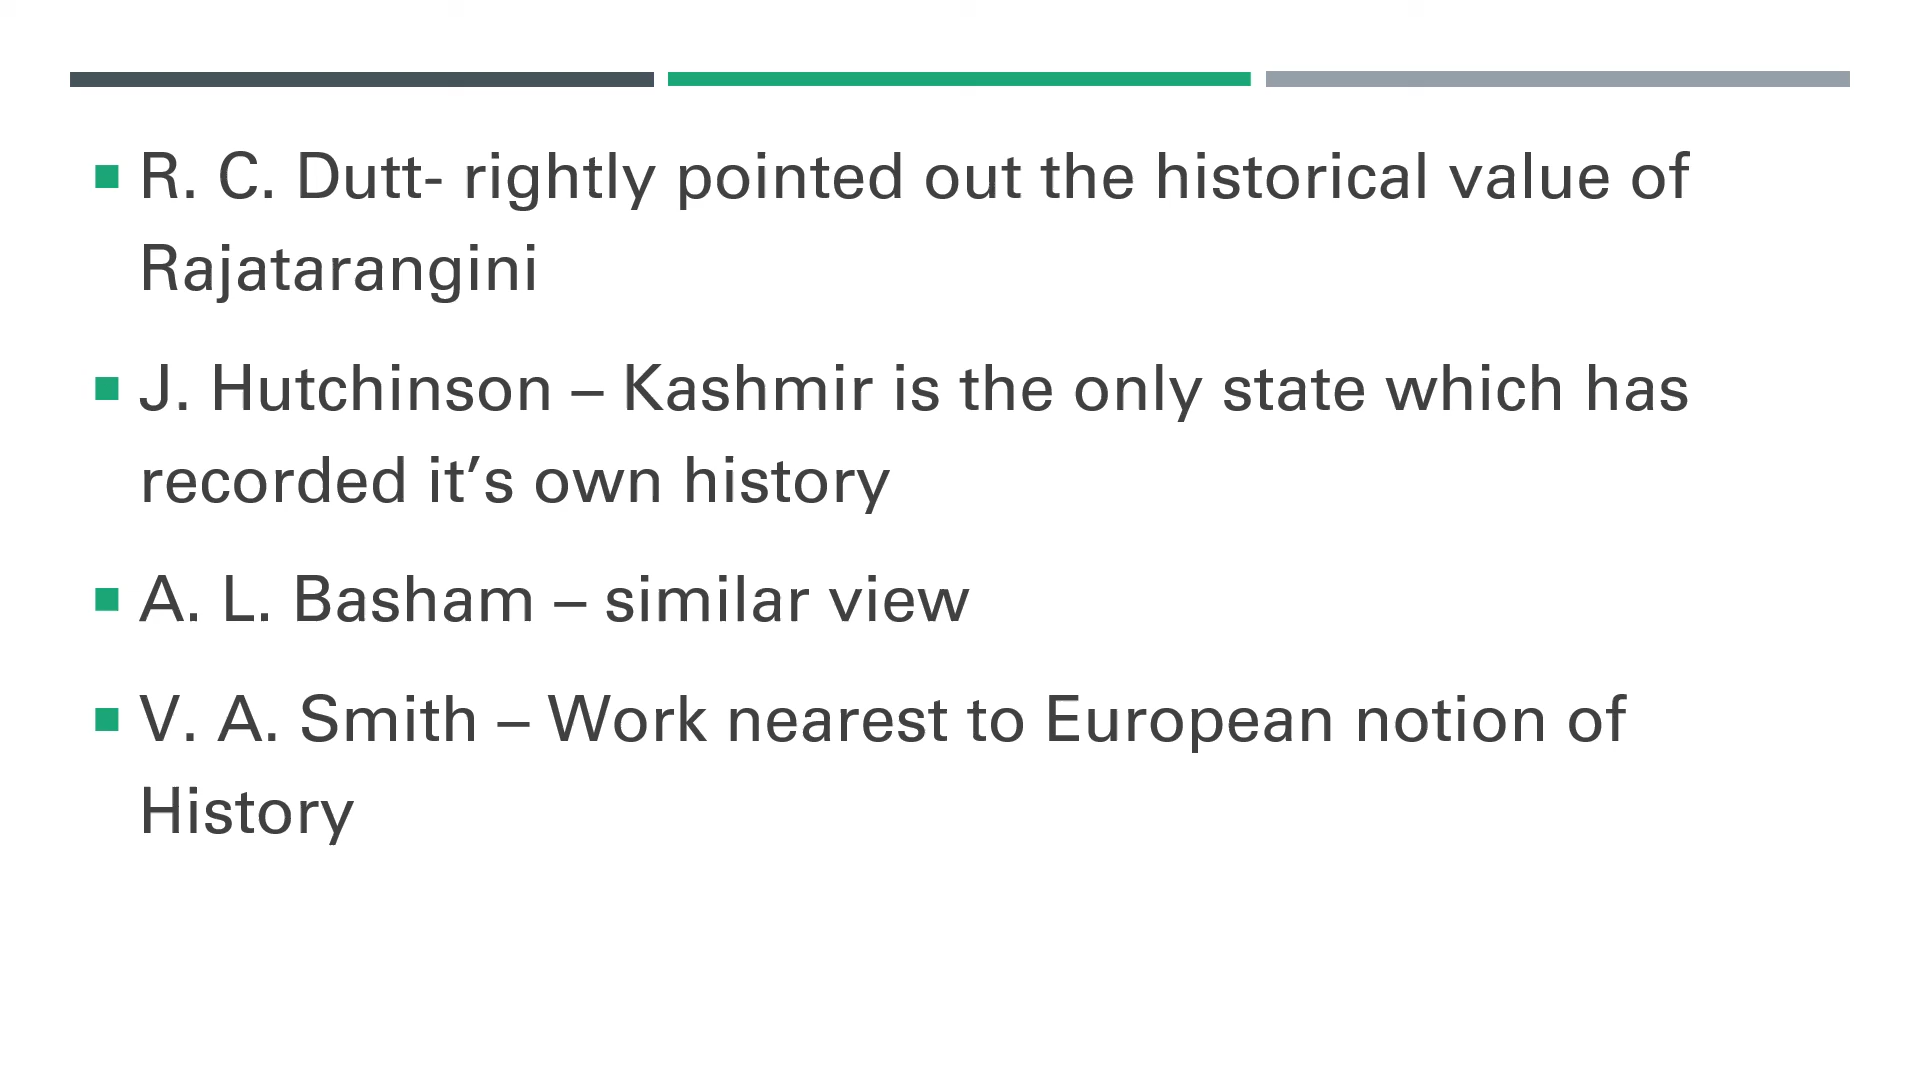 R. C. Dutt- rightly pointed out the historical value of
Rajatarangini
J. Hutchinson – Kashmir is the only state which has
recorded it’s own history
A. L. Basham – similar view
V. A. Smith – Work nearest to European notion of
History